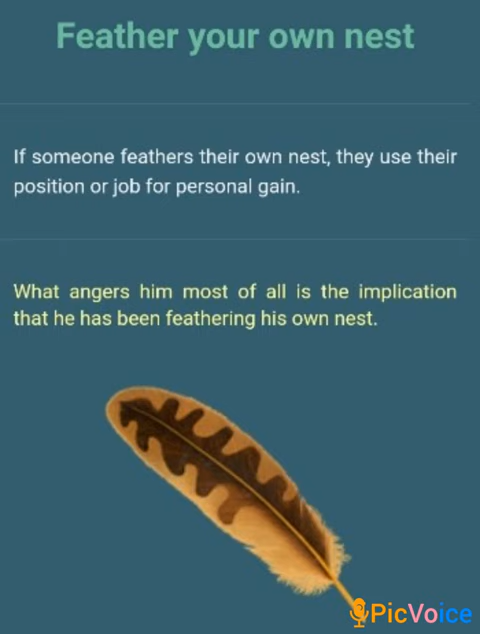 Feather your own nest
If someone feathers their own nest, they use their
position or job for personal gain.
What angers him most of all is the implication
that he has been feathering his own nest.
PicVoice